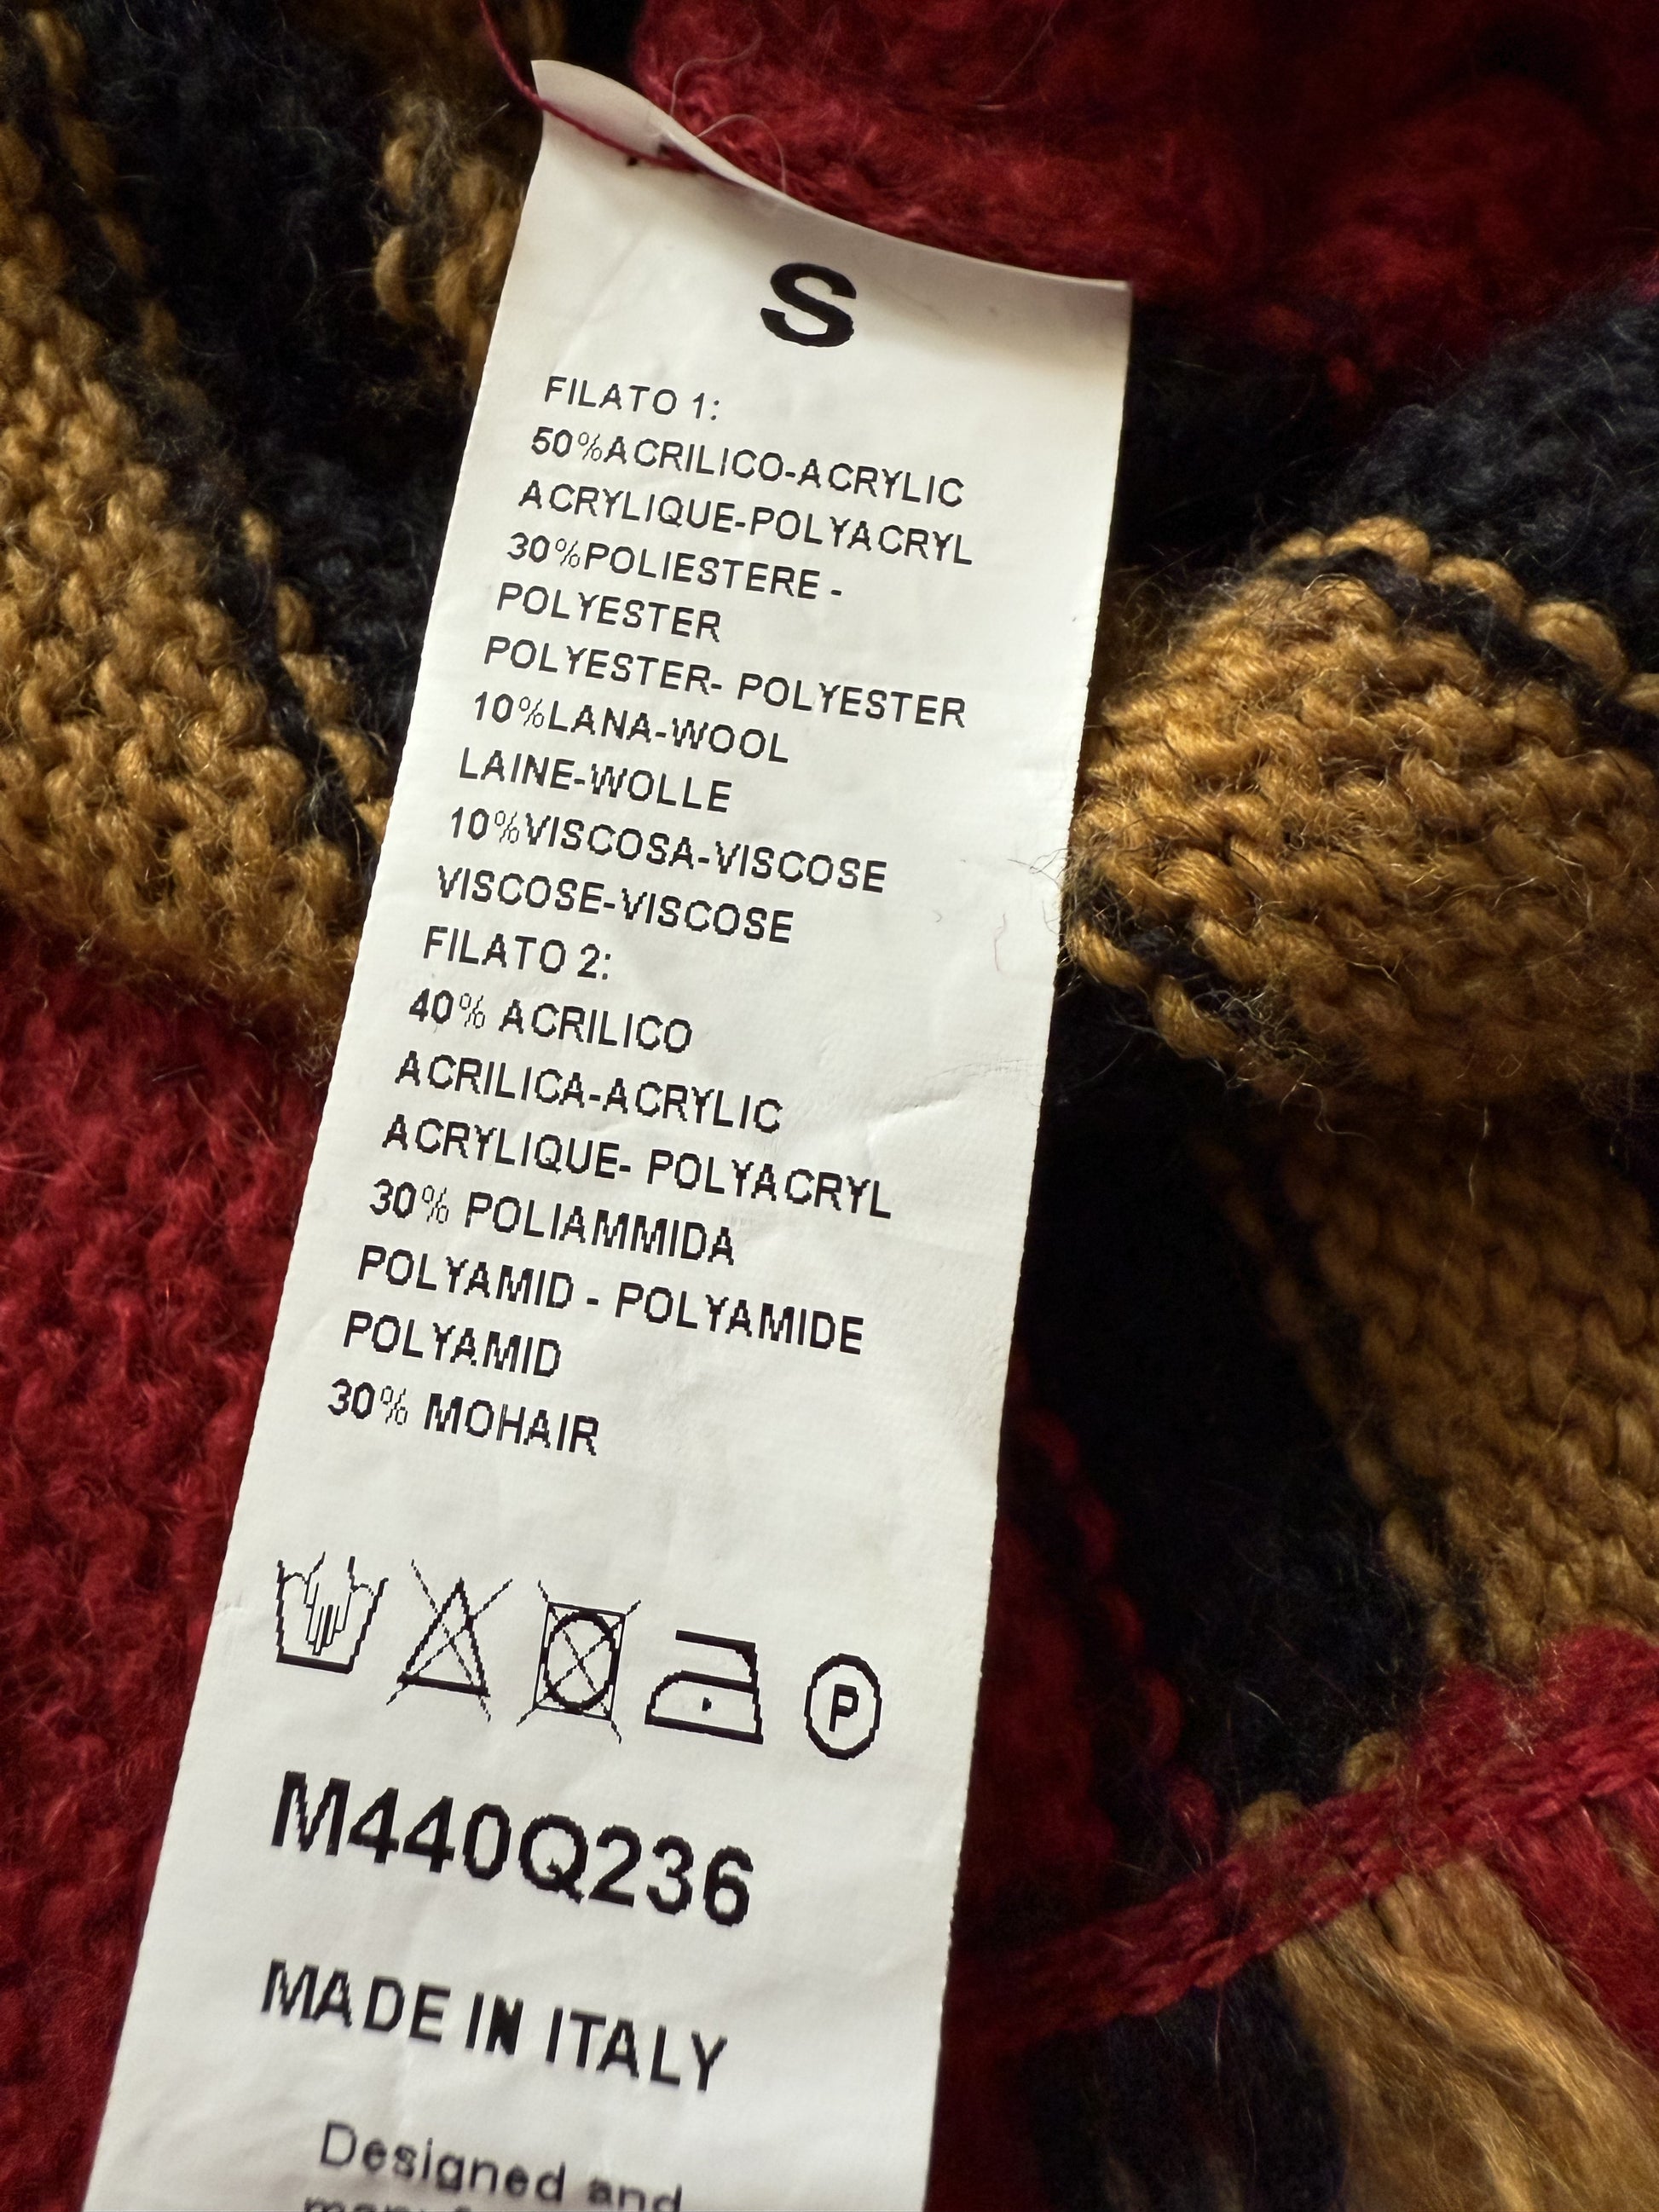 S
FILATO 1:
50%ACRILICO-ACRYLIC
ACRYLIQUE-POLYACRYL
30%POLIESTERE -
POLYESTER
POLYESTER- POLYESTER
10%LANA-WOOL
LAINE-WOLLE
10%VISCOSA-VISCOSE
VISCOSE-VISCOSE
FILATO 2:
40% ACRILICO
ACRILICA-ACRYLIC
ACRYLIQUE- POLYACRYL
30% POLIAMMIDA
POLYAMID - POLYAMIDE
POLYAMID
30% MOHAIR
P
M440Q236
MADE IN ITALY
Designed and